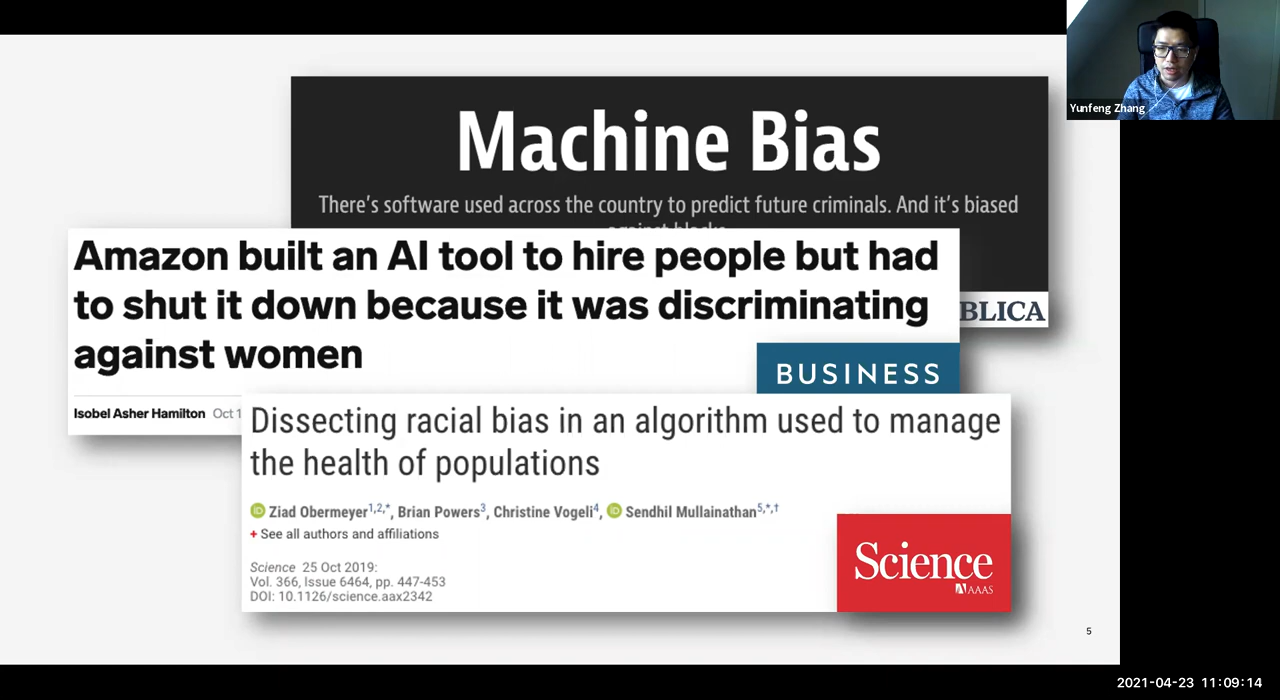 Yunfeng Zhang
Machine Bias
There's software used across the country to predict future criminals. And it's biased
against blacks.
BLICA
Amazon built an AI tool to hire people but had
to shut it down because it was discriminating
against women
BUSINESS
Isobel Asher Hamilton Oct 1
Dissecting racial bias in an algorithm used to manage
the health of populations
Ziad Obermeyer1,2,*, Brian Powers3, Christine Vogeli4, Sendhil Mullainathan5,*,†
+ See all authors and affiliations
Science 25 Oct 2019:
Vol. 366, Issue 6464, pp. 447-453
DOI: 10.1126/science.aax2342
Science
AAAS
5
2021-04-23 11:09:14